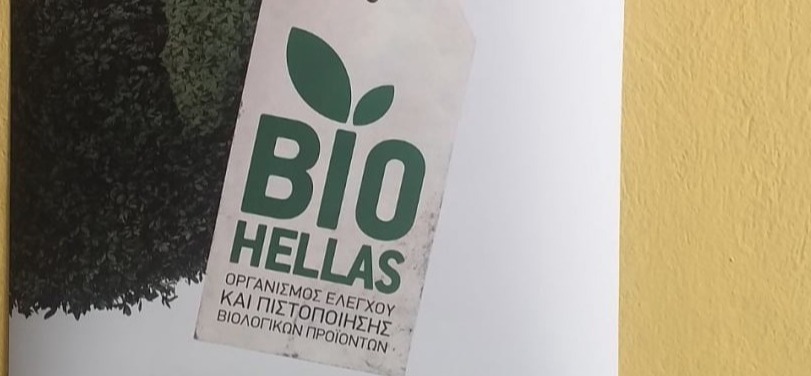 BIO
HELLAS
ΟΡΓΑΝΙΣΜΟΣ ΕΛΕΓΧΟΥ
ΚΑΙ ΠΙΣΤΟΠΟΙΗΣΗΣ
ΒΙΟΛΟΓΙΚΩΝ ΠΡΟΪΟΝΤΩΝ